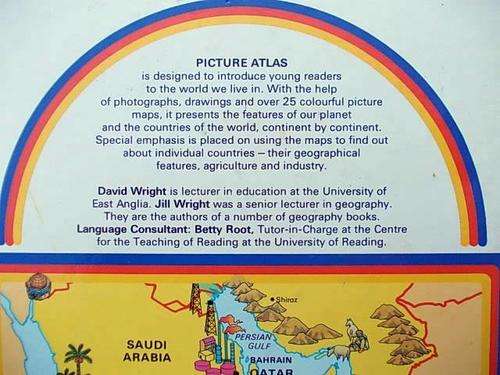 PICTURE ATLAS
is designed to introduce young readers
to the world we live in. With the help
of photographs, drawings and over 25 colourful picture
maps, it presents the features of our planet
and the countries of the world, continent by continent.
Special emphasis is placed on using the maps to find out
about individual countries – their geographical
features, agriculture and industry.
David Wright is lecturer in education at the University of
East Anglia. Jill Wright was a senior lecturer in geography.
They are the authors of a number of geography books.
Language Consultant: Betty Root, Tutor-in-Charge at the Centre
for the Teaching of Reading at the University of Reading.
Shiraz
PERSIAN
GULF
SAUDI
ARABIA
BAHRAIN
QATAR